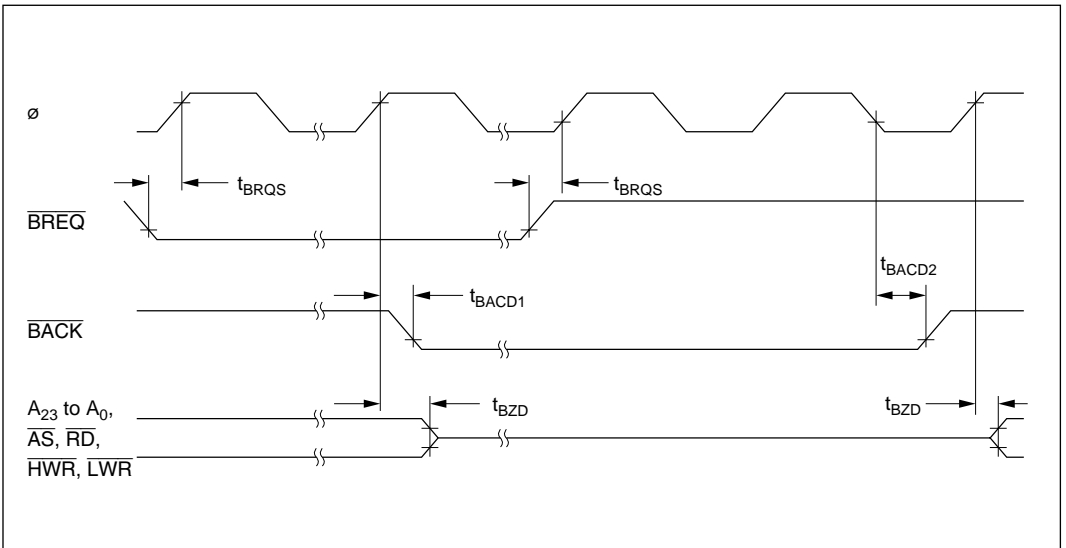 ø
tBRQS
tBRQS
BREQ
tBACD2
tBACD1
BACK
A23 to A0,
AS, RD,
HWR, LWR
tBZD
tBZD